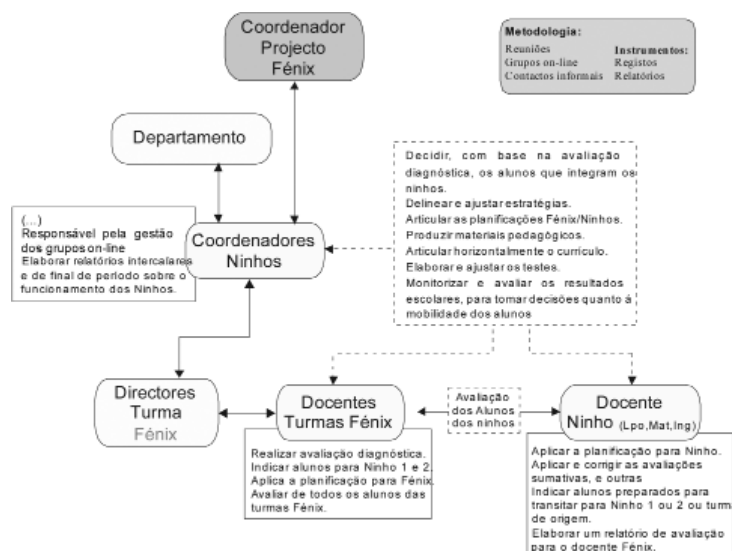 Coordenador
Projecto
Fénix
Metodologia:
Reuniões
Grupos on-line
Contactos informais
Instrumentos:
Registos
Relatórios
Departamento
(....)
Responsável pela gestão
dos grupos on-line
Elaborar relatórios intercalares
e de final de período sobre o
funcionamento dos Ninhos.
Coordenadores
Ninhos
Decidir, com base na avaliação
diagnóstica, os alunos que integram os
ninhos.
Delinear e ajustar estratégias.
Articular as planificações Fénix/Ninhos.
Produzir materiais pedagógicos.
Articular horizontalmente o currículo.
Elaborar e ajustar os testes.
Monitorizar e avaliar os resultados
escolares, para tomar decisões quanto á
mobilidade dos alunos
Directores
Turma
Fénix
Docentes
Turmas Fénix
Avaliação
dos Alunos
dos ninhos
Docente
Ninho (Lpo,Mat,Ing)
Realizar avaliação diagnóstica.
Indicar alunos para Ninho 1 e 2.
Aplica a planificação para Fénix.
Avaliar de todos os alunos das
turmas Fénix.
Aplicar a planificação para Ninho.
Aplicar e corrigir as avaliações
sumativas, e outras
Indicar alunos preparados para
transitar para Ninho 1 ou 2 ou turma
de origem.
Elaborar um relatório de avaliação
para o docente Fénix.